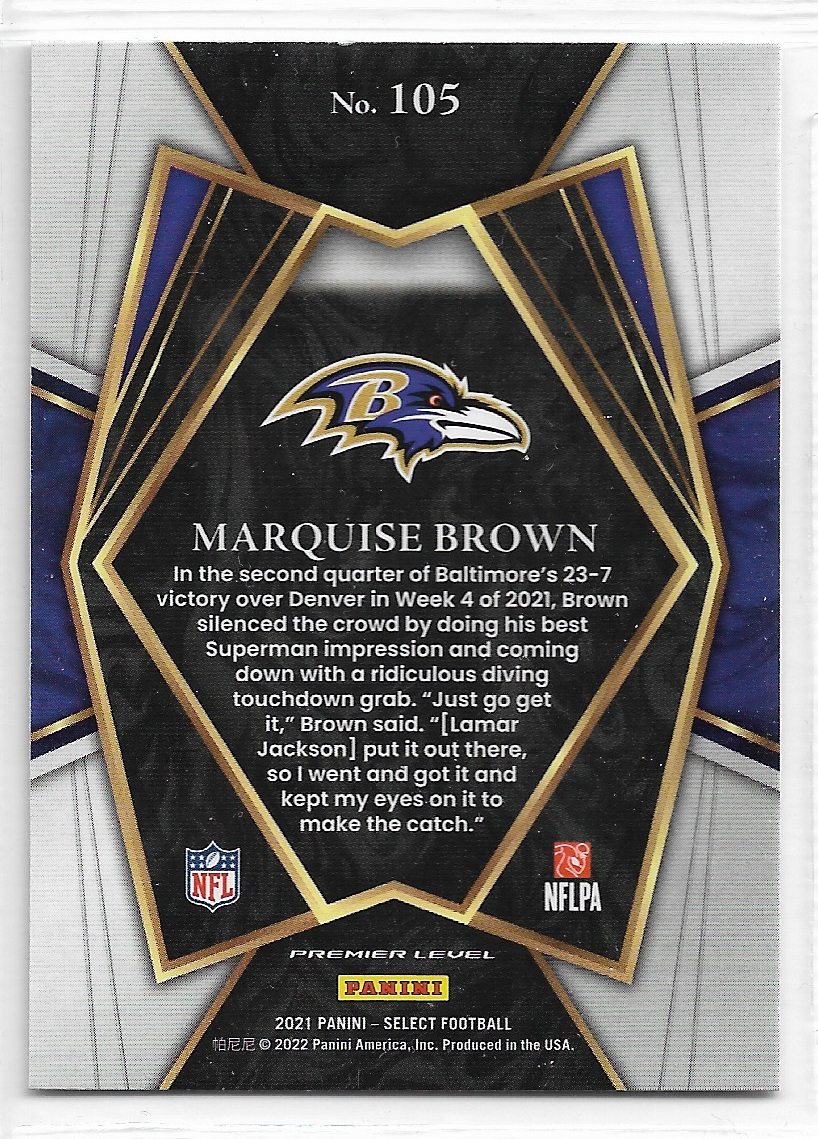 No. 105
B
MARQUISE BROWN
In the second quarter of Baltimore's 23-7
victory over Denver in Week 4 of 2021, Brown
silenced the crowd by doing his best
Superman impression and coming
down with a ridiculous diving
touchdown grab. “Just go get
it,” Brown said. “[Lamar
Jackson] put it out there,
so I went and got it and
kept my eyes on it to
make the catch.”
NFL
NFLPA
PREMIER LEVEL
PANINI
2021 PANINI – SELECT FOOTBALL
帕尼尼 © 2022 Panini America, Inc. Produced in the USA.